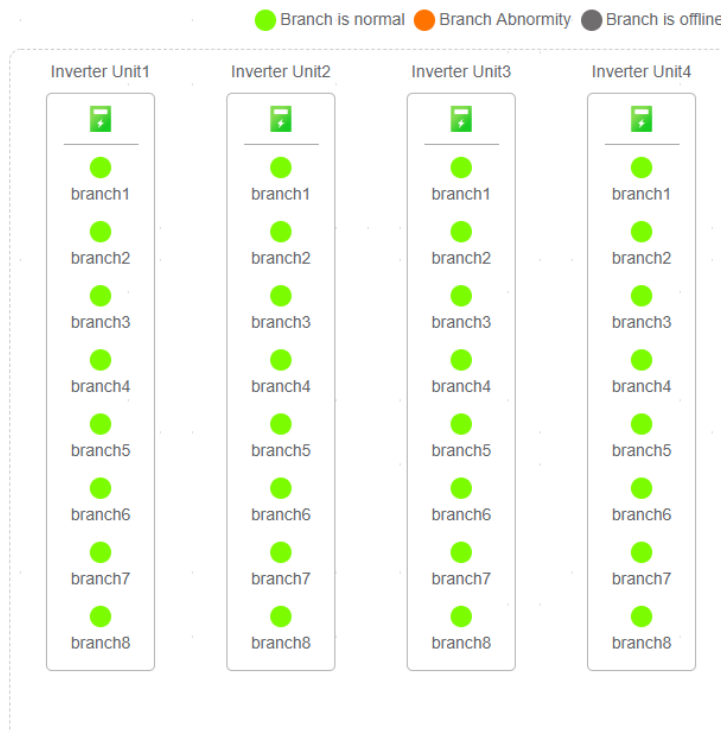 Branch is normal Branch Abnormity Branch is offline
Inverter Unit1 Inverter Unit2 Inverter Unit3 Inverter Unit4
branch1 branch1 branch1 branch1
branch2 branch2 branch2 branch2
branch3 branch3 branch3 branch3
branch4 branch4 branch4 branch4
branch5 branch5 branch5 branch5
branch6 branch6 branch6 branch6
branch7 branch7 branch7 branch7
branch8 branch8 branch8 branch8